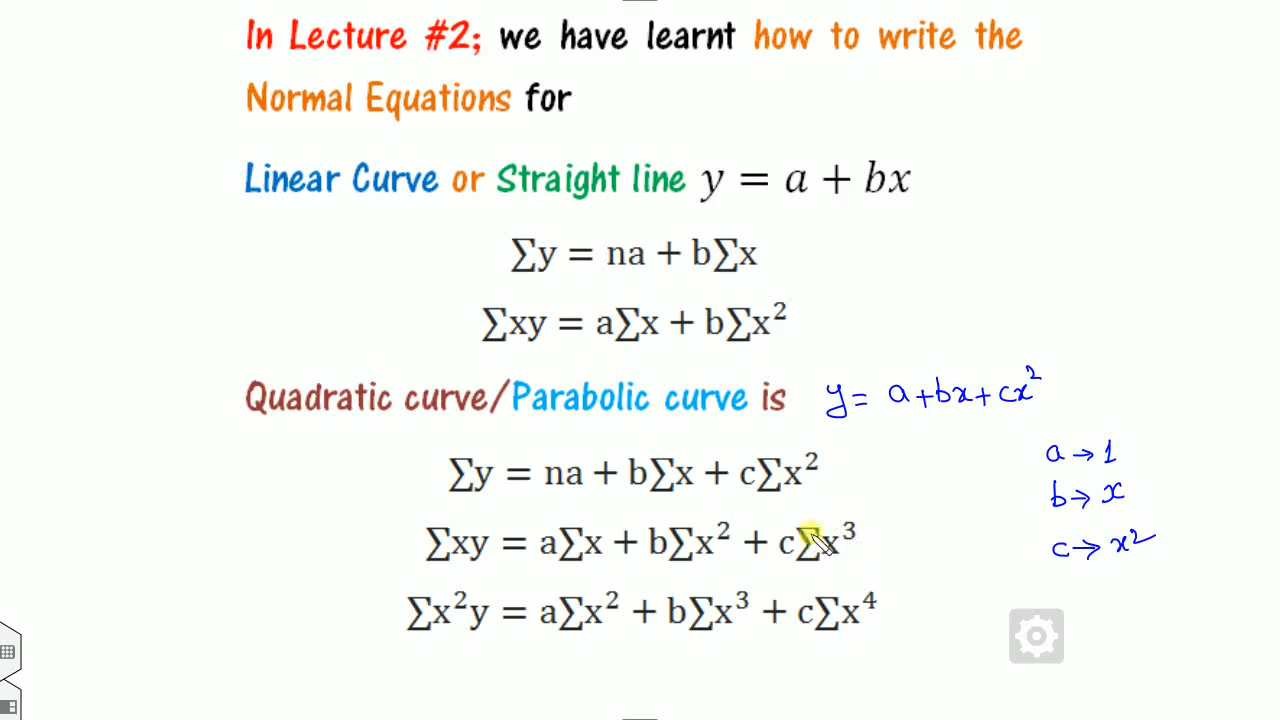 In Lecture #2; we have learnt how to write the
Normal Equations for
Linear Curve or Straight line y = a + bx
∑y = na + b∑x
∑xy = a∑x + b∑x²
Quadratic curve/Parabolic curve is y = a+bx+cx²
∑y = na + b∑x + c∑x²
a → 1
b → x
∑xy = a∑x + b∑x² + c∑x³
c → x²
∑x²y = a∑x² + b∑x³ + c∑x⁴